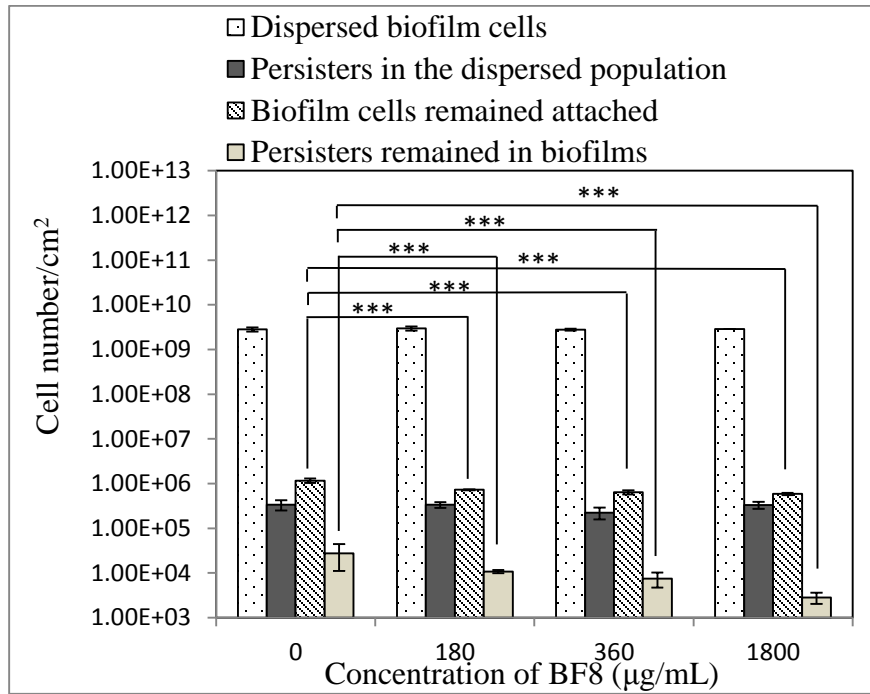 Dispersed biofilm cells
Persisters in the dispersed population
Biofilm cells remained attached
Persisters remained in biofilms
1.00E+13
1.00E+12
1.00E+11
1.00E+10
1.00E+09
1.00E+08
1.00E+07
1.00E+06
1.00E+05
1.00E+04
1.00E+03
Cell number/cm²
***
***
***
***
***
***
0 180 360 1800
Concentration of BF8 (μg/mL)